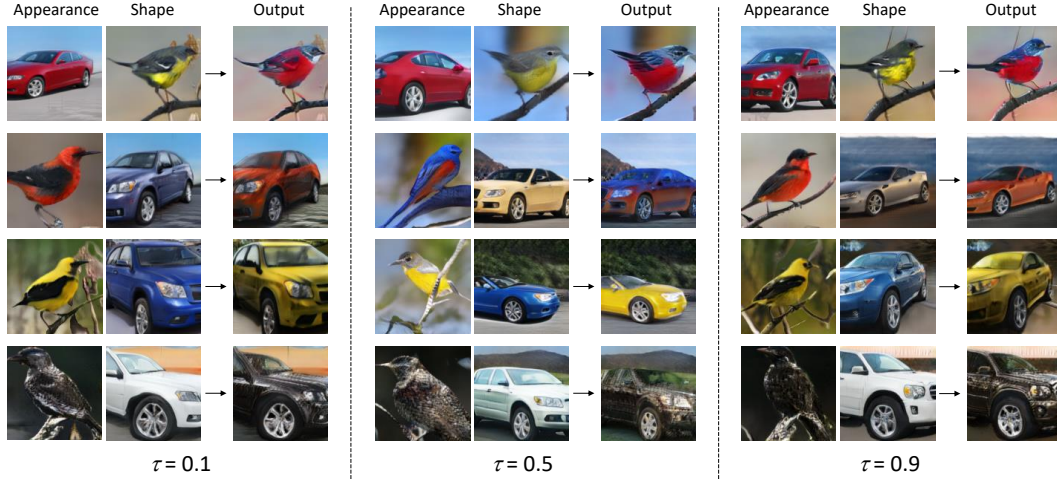 Appearance Shape Output Appearance Shape Output Appearance Shape Output
τ = 0.1 τ = 0.5 τ = 0.9